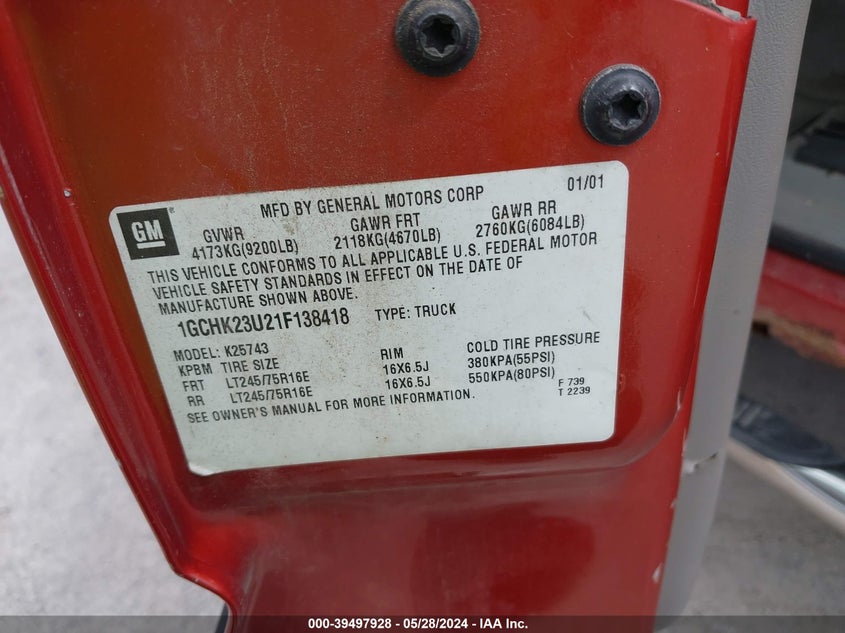 MFD BY GENERAL MOTORS CORP 01/01
GM
GVWR GAWR FRT GAWR RR
4173KG(9200LB) 2118KG(4670LB) 2760KG(6084LB)
THIS VEHICLE CONFORMS TO ALL APPLICABLE U.S. FEDERAL MOTOR
VEHICLE SAFETY STANDARDS IN EFFECT ON THE DATE OF
MANUFACTURE SHOWN ABOVE.
1GCHK23U21F138418 TYPE: TRUCK
MODEL: K25743
KPBM TIRE SIZE RIM COLD TIRE PRESSURE
FRT LT245/75R16E 16X6.5J 380KPA(55PSI)
RR LT245/75R16E 16X6.5J 550KPA(80PSI)
SEE OWNER'S MANUAL FOR MORE INFORMATION.
F 739
T 2239
000-39497928 - 05/28/2024 - IAA Inc.